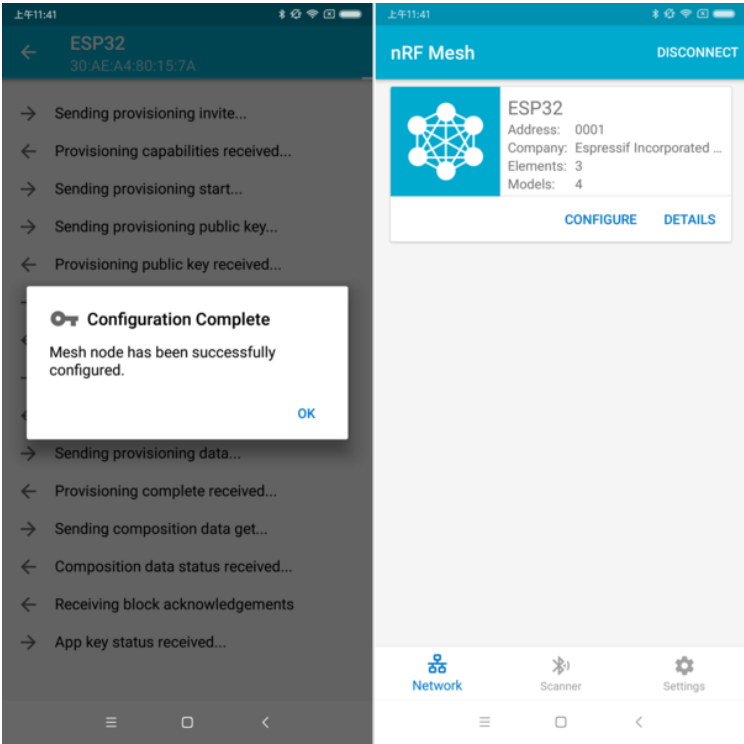 上午11:41
ESP32
30:AE:A4:80:15:7A
Sending provisioning invite...
Provisioning capabilities received...
Sending provisioning start...
Sending provisioning public key...
Provisioning public key received...
Configuration Complete
Mesh node has been successfully
configured.
OK
Sending provisioning data...
Provisioning complete received...
Sending composition data get...
Composition data status received...
Receiving block acknowledgements
App key status received...
上午11:41
nRF Mesh
DISCONNECT
ESP32
Address: 0001
Company: Espressif Incorporated ...
Elements: 3
Models: 4
CONFIGURE DETAILS
Network Scanner Settings